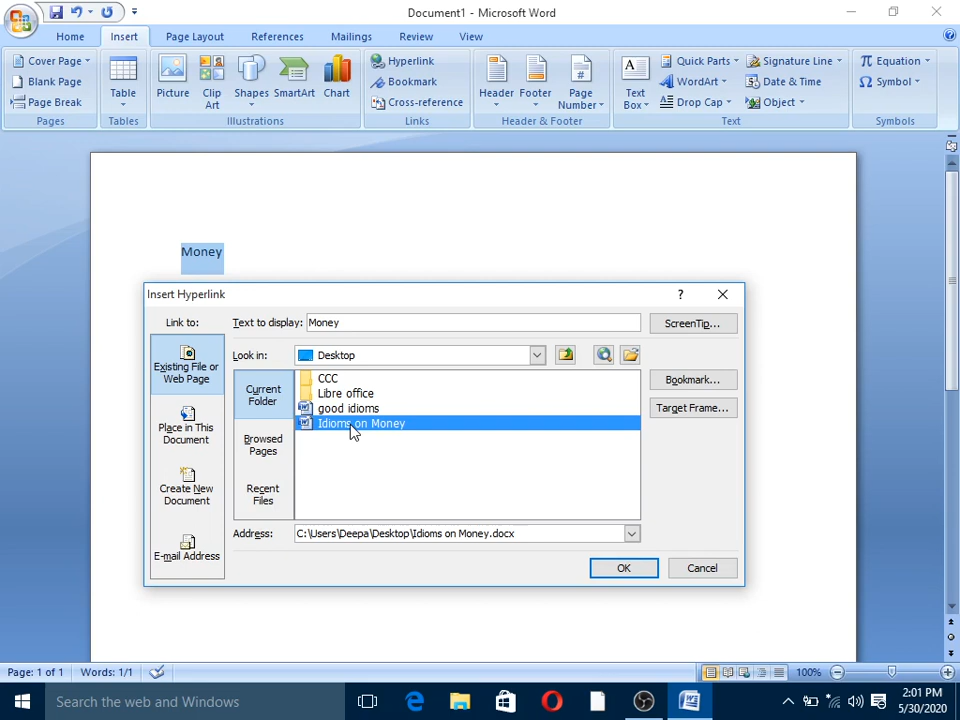 Document1 - Microsoft Word
Home Insert Page Layout References Mailings Review View
Cover Page
Blank Page
Page Break
Pages
Table
Tables
Picture
Clip Art
Shapes
SmartArt
Chart
Illustrations
Hyperlink
Bookmark
Cross-reference
Links
Header
Footer
Page Number
Header & Footer
Text Box
Quick Parts
WordArt
Drop Cap
Signature Line
Date & Time
Object
Text
π Equation
Ω Symbol
Symbols
Money
Insert Hyperlink
Link to:
Text to display: Money
ScreenTip...
Existing File or Web Page
Place in This Document
Create New Document
E-mail Address
Look in: Desktop
Current Folder
Browsed Pages
Recent Files
CCC
Libre office
good idioms
Idioms on Money
Bookmark...
Target Frame...
Address: C:\Users\Deepa\Desktop\Idioms on Money.docx
OK Cancel
Page: 1 of 1 Words: 1/1 100%
Search the web and Windows
2:01 PM
5/30/2020